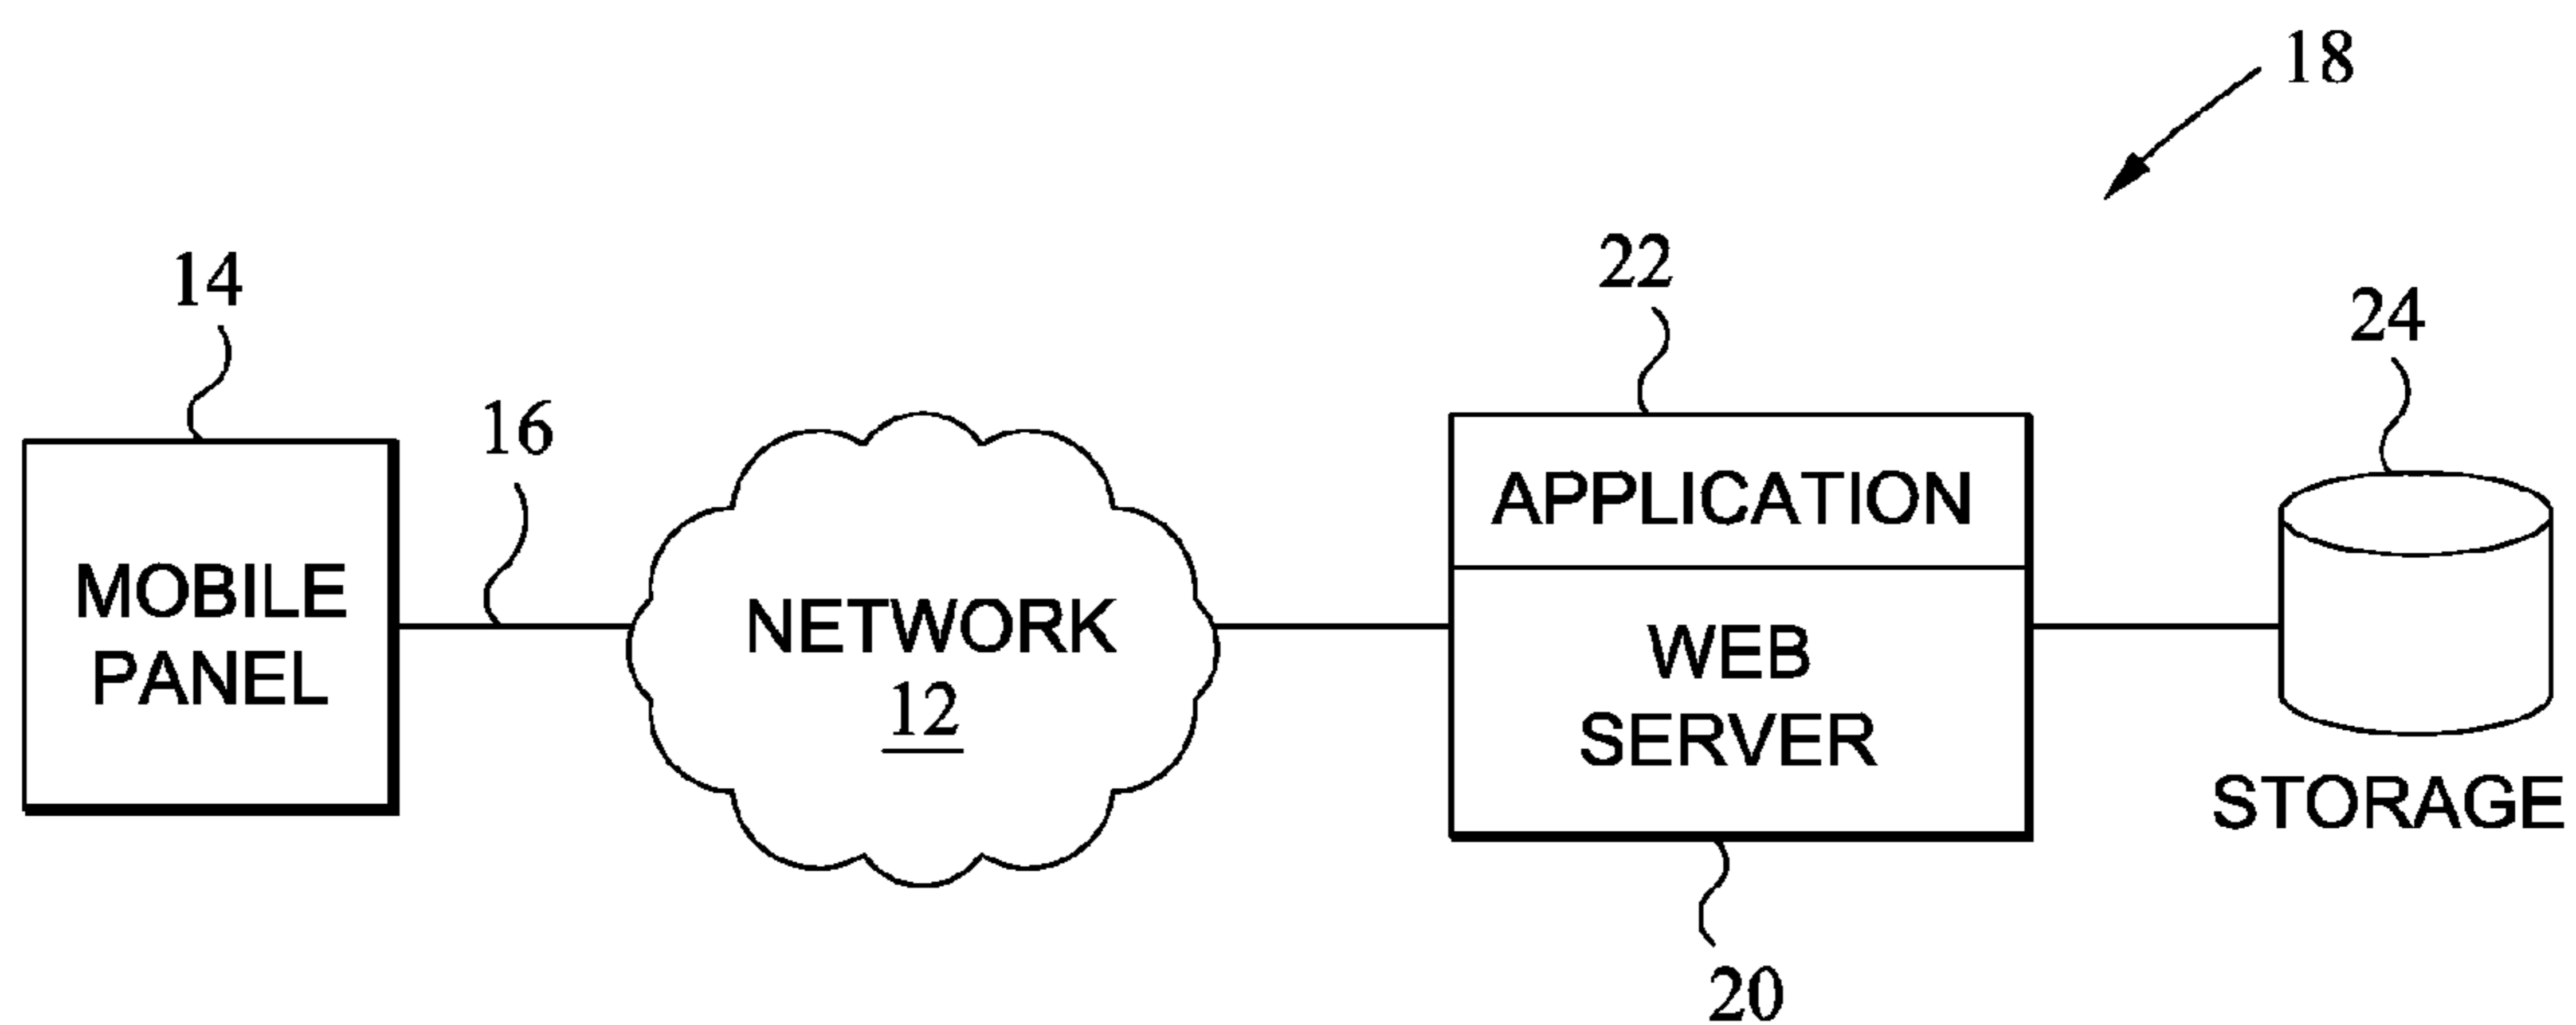 18
14
22
24
16
APPLICATION
MOBILE
PANEL
NETWORK
12
WEB
SERVER
STORAGE
20